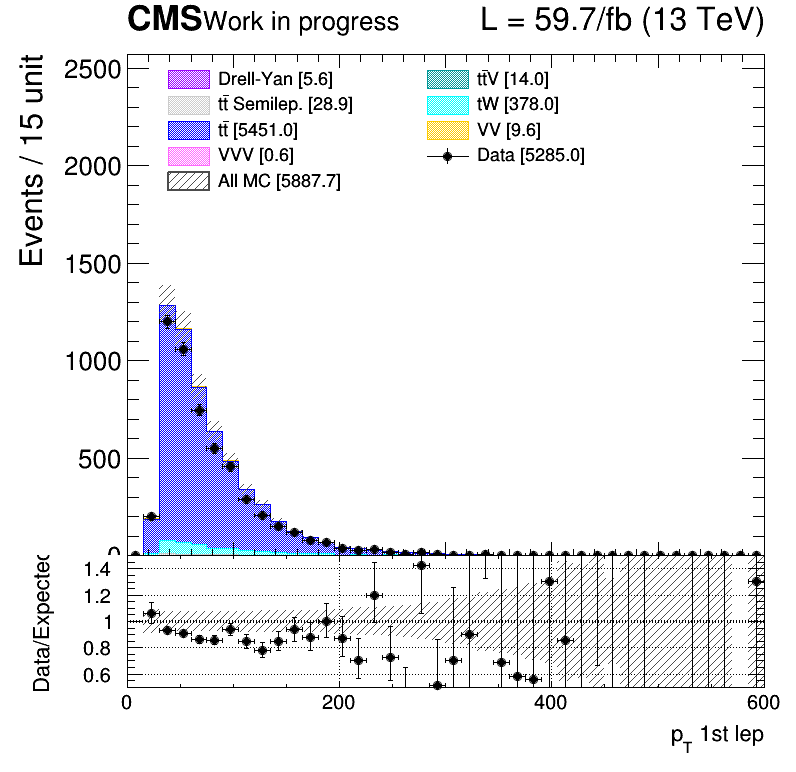 CMS Work in progress L = 59.7/fb (13 TeV)
Events / 15 unit
2500
2000
1500
1000
500
0
Drell-Yan [5.6]
tt̄ Semilep. [28.9]
tt̄ [5451.0]
VVV [0.6]
All MC [5887.7]
tt̄V [14.0]
tW [378.0]
VV [9.6]
Data [5285.0]
Data/Expected
1.4
1.2
1
0.8
0.6
0 200 400 600
p_T 1st lep